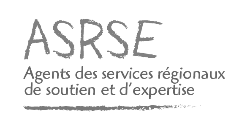 ASRSE
Agents des services régionaux
de soutien et d'expertise